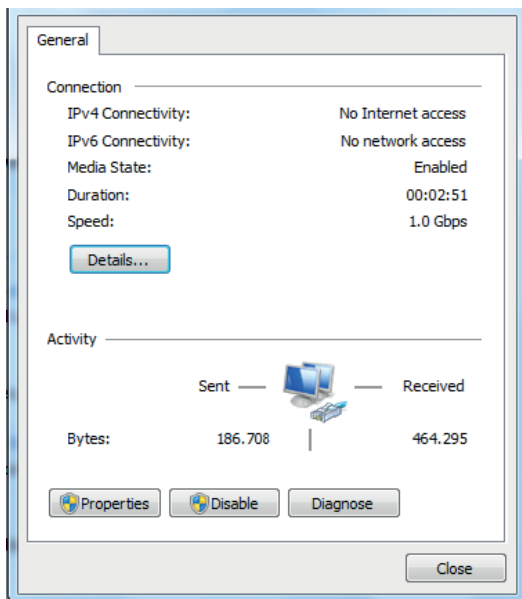 General
Connection
IPv4 Connectivity: No Internet access
IPv6 Connectivity: No network access
Media State: Enabled
Duration: 00:02:51
Speed: 1.0 Gbps
Details...
Activity
Sent Received
Bytes: 186.708 464.295
Properties Disable Diagnose
Close